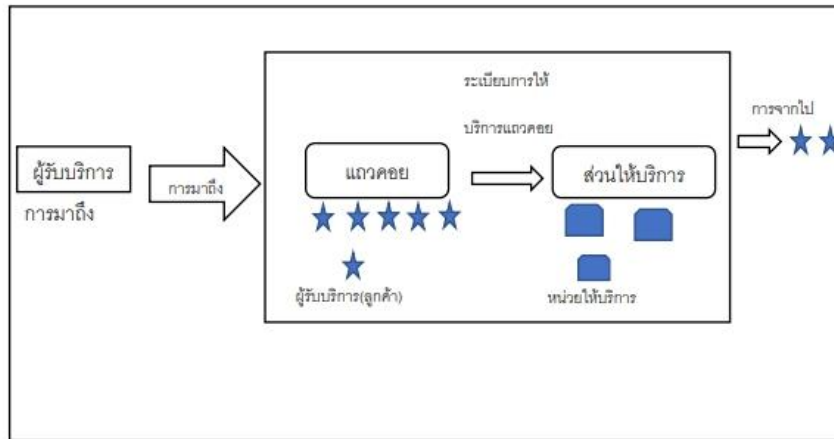 ระเบียบการให้
บริการแถวคอย
การจากไป
ผู้รับบริการ
การมาถึง
การมาถึง
แถวคอย
ส่วนให้บริการ
ผู้รับบริการ(ลูกค้า)
หน่วยให้บริการ